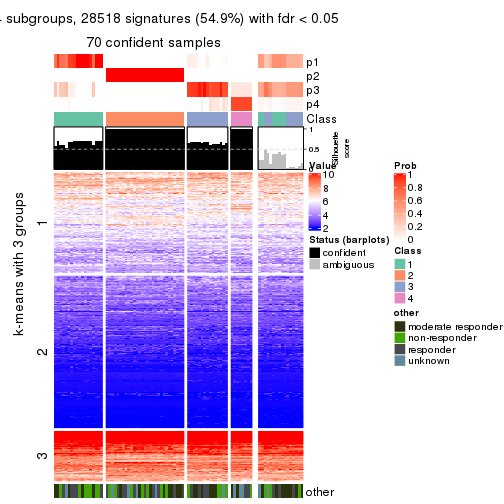 subgroups, 28518 signatures (54.9%) with fdr < 0.05
70 confident samples
p1
p2
p3
p4
Class
1
0.5
0
Silhouette
score
k-means with 3 groups
1
2
3
other
Value
10
8
6
4
2
Status (barplots)
confident
ambiguous
Prob
1
0.8
0.6
0.4
0.2
0
Class
1
2
3
4
other
moderate responder
non-responder
responder
unknown